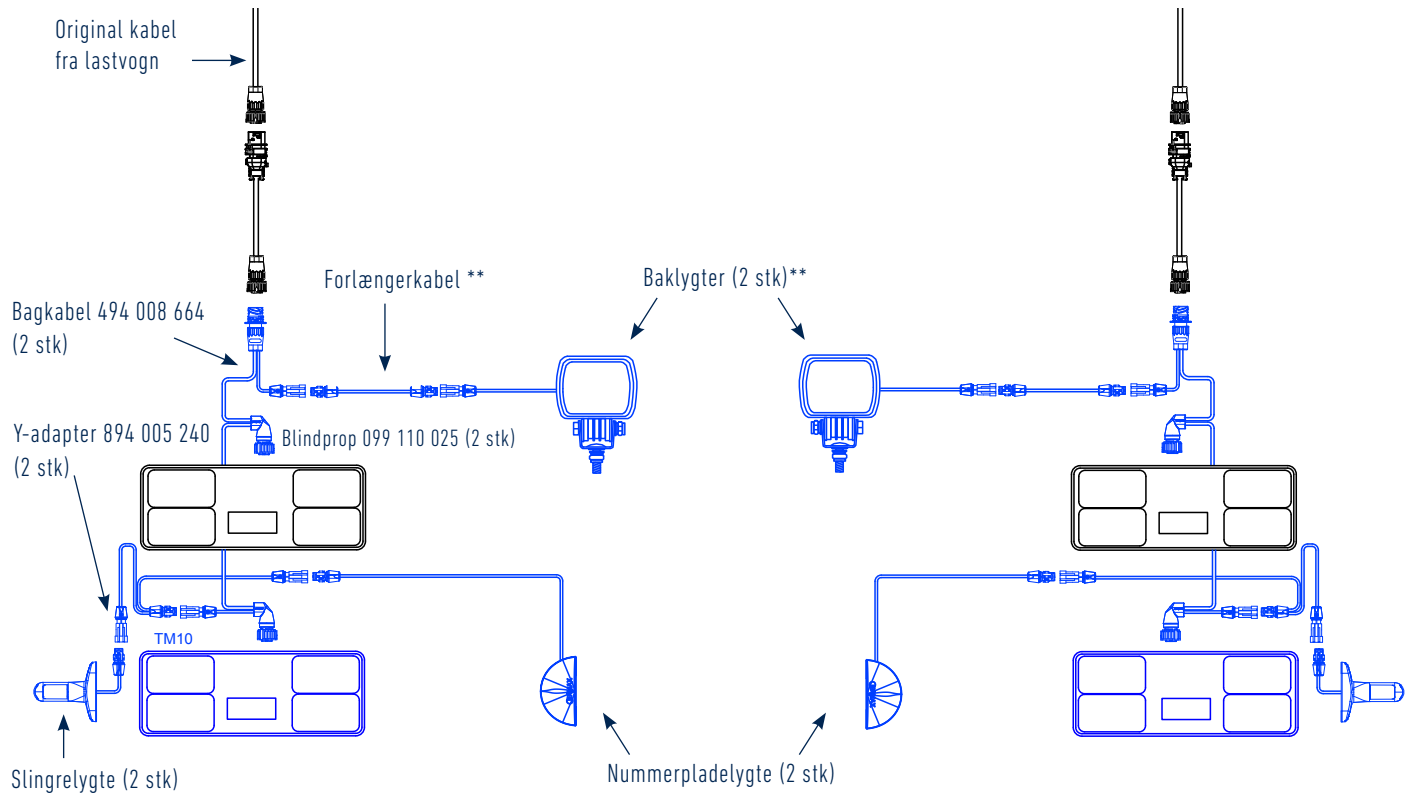 Original kabel
fra lastvogn
Forlængerkabel **
Baklygter (2 stk)**
Bagkabel 494 008 664
(2 stk)
Y-adapter 894 005 240
(2 stk)
Blindprop 099 110 025 (2 stk)
TM10
Slingrelygte (2 stk)
Nummerpladelygte (2 stk)